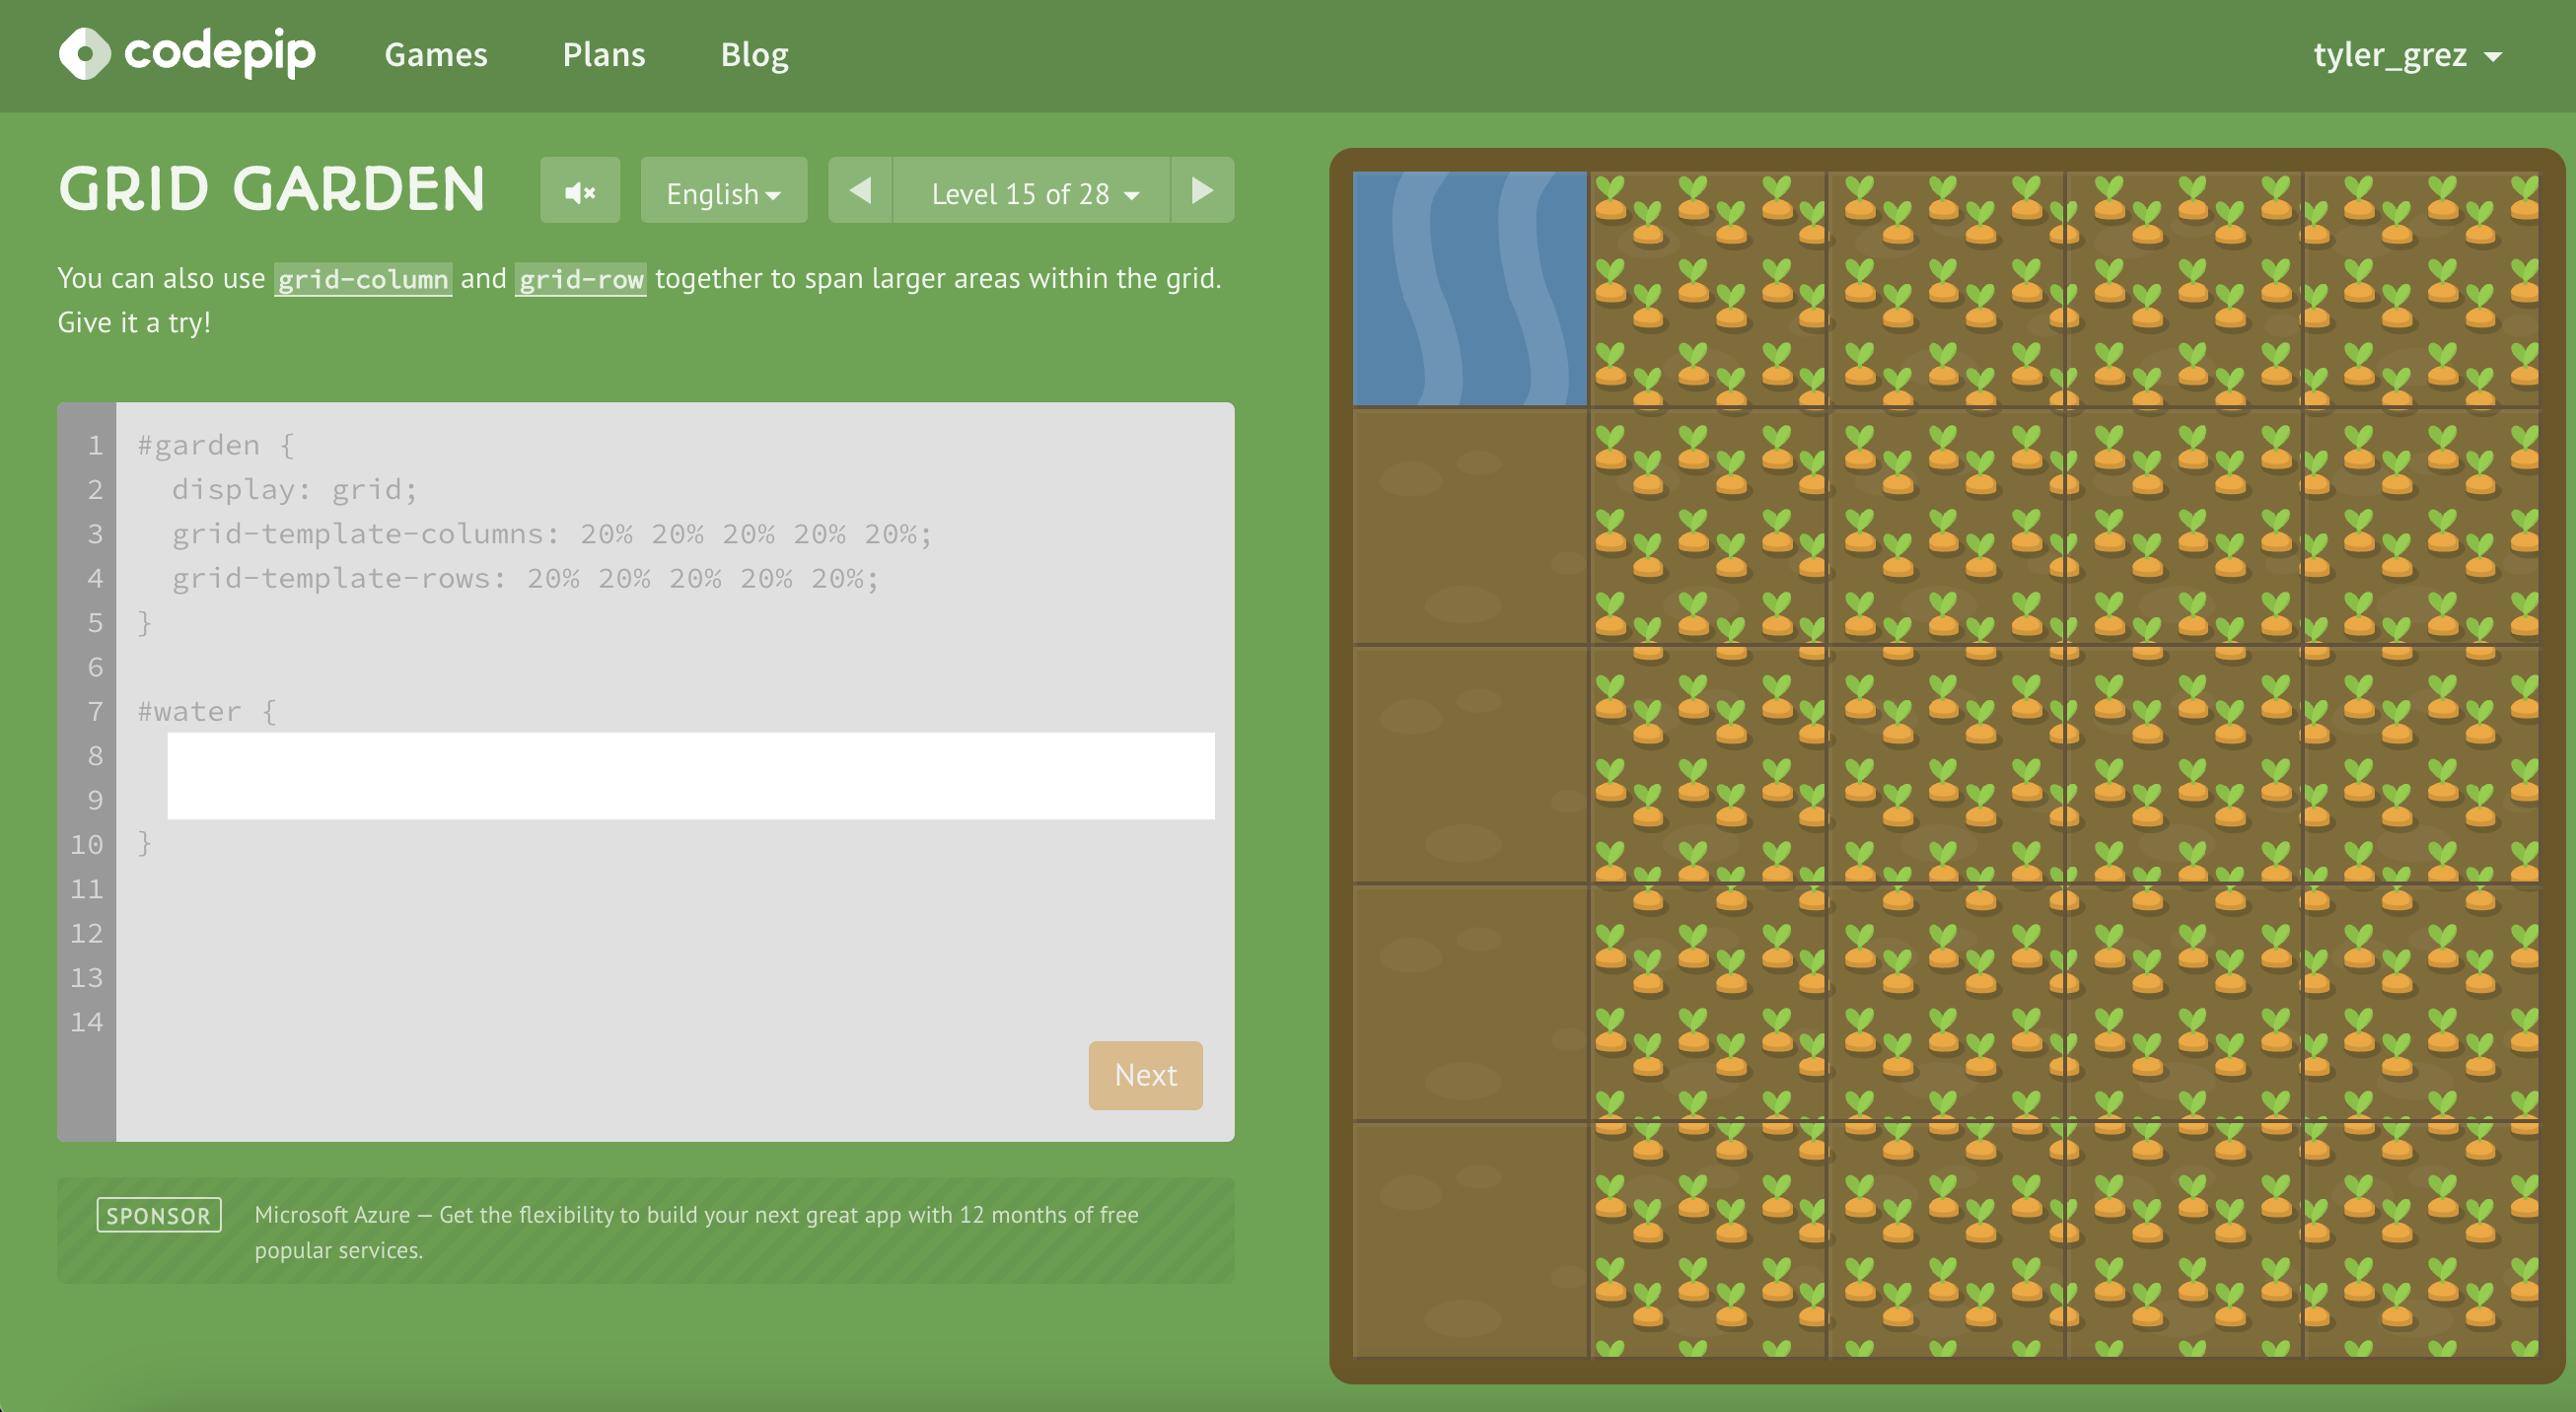 codepip Games Plans Blog tyler_grez
GRID GARDEN English Level 15 of 28
You can also use grid-column and grid-row together to span larger areas within the grid.
Give it a try!
1 #garden {
2 display: grid;
3 grid-template-columns: 20% 20% 20% 20% 20%;
4 grid-template-rows: 20% 20% 20% 20% 20%;
5 }
6
7 #water {
8
9
10 }
11
12
13
14
Next
SPONSOR Microsoft Azure — Get the flexibility to build your next great app with 12 months of free
popular services.